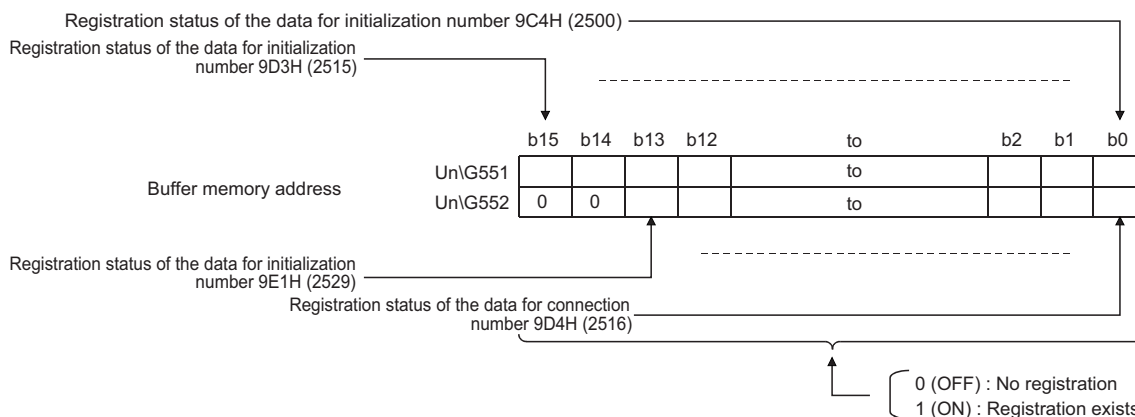 Registration status of the data for initialization number 9C4H (2500)
Registration status of the data for initialization
number 9D3H (2515)
b15 b14 b13 b12 to b2 b1 b0
Un\G551 to
Buffer memory address
Un\G552 0 0 to
Registration status of the data for initialization
number 9E1H (2529)
Registration status of the data for connection
number 9D4H (2516)
0 (OFF) : No registration
1 (ON) : Registration exists